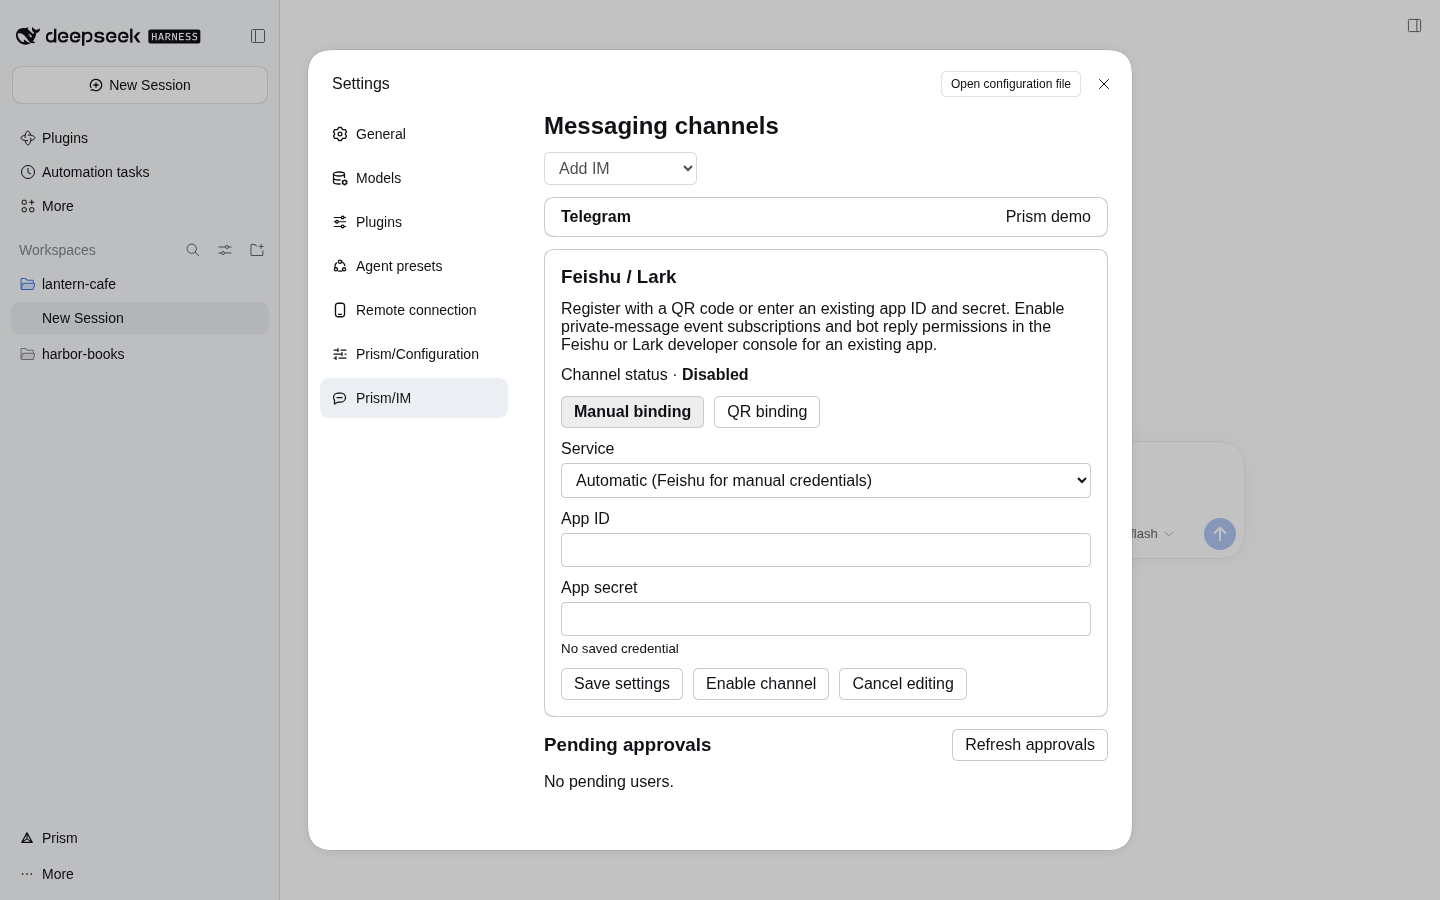 deepseek HARNESS
New Session
Plugins
Automation tasks
More
Workspaces
lantern-cafe
New Session
harbor-books
Prism
More
Settings
Open configuration file
General
Models
Plugins
Agent presets
Remote connection
Prism/Configuration
Prism/IM
Messaging channels
Add IM
Telegram
Prism demo
Feishu / Lark
Register with a QR code or enter an existing app ID and secret. Enable
private-message event subscriptions and bot reply permissions in the
Feishu or Lark developer console for an existing app.
Channel status · Disabled
Manual binding
QR binding
Service
Automatic (Feishu for manual credentials)
App ID
App secret
No saved credential
Save settings
Enable channel
Cancel editing
Pending approvals
Refresh approvals
No pending users.
flash